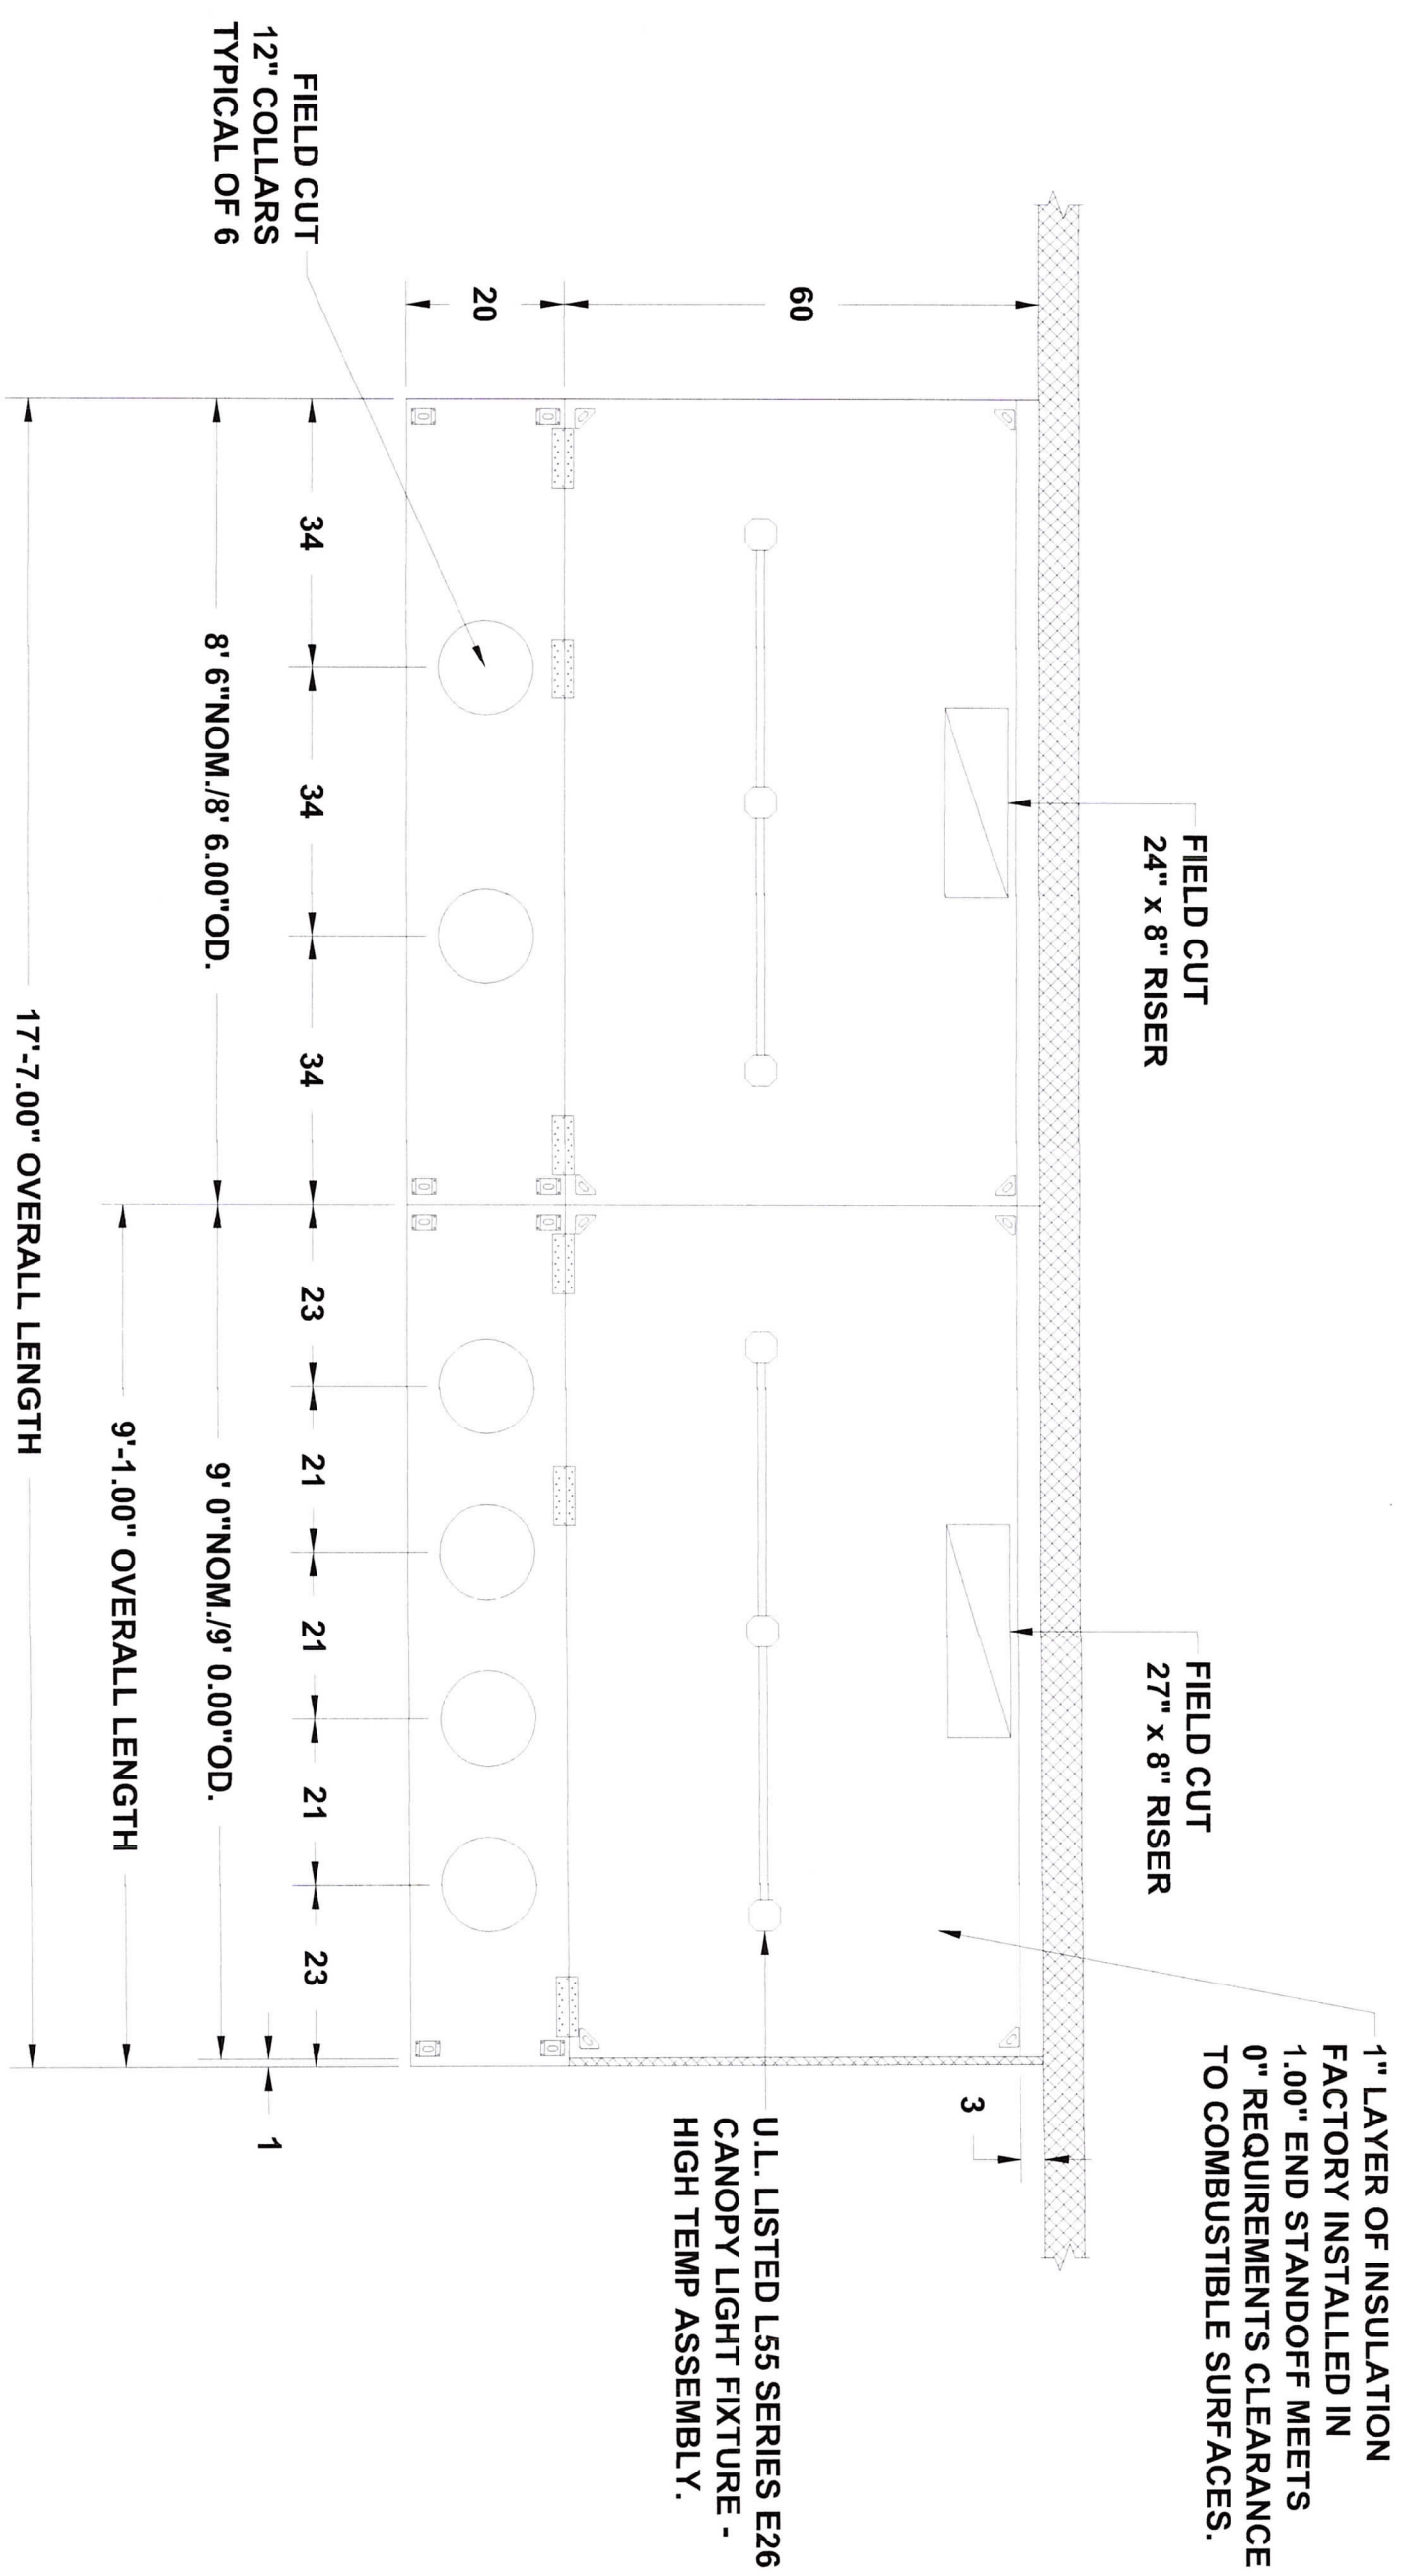 1" LAYER OF INSULATION
FACTORY INSTALLED IN
1.00" END STANDOFF MEETS
0" REQUIREMENTS CLEARANCE
TO COMBUSTIBLE SURFACES.
FIELD CUT
24" x 8" RISER
FIELD CUT
27" x 8" RISER
3
60
U.L. LISTED L55 SERIES E26
CANOPY LIGHT FIXTURE -
HIGH TEMP ASSEMBLY.
20
FIELD CUT
12" COLLARS
TYPICAL OF 6
34
34
34
23
21
21
21
23
1
8' 6"NOM./8' 6.00"OD.
9' 0"NOM./9' 0.00"OD.
9'-1.00" OVERALL LENGTH
17'-7.00" OVERALL LENGTH